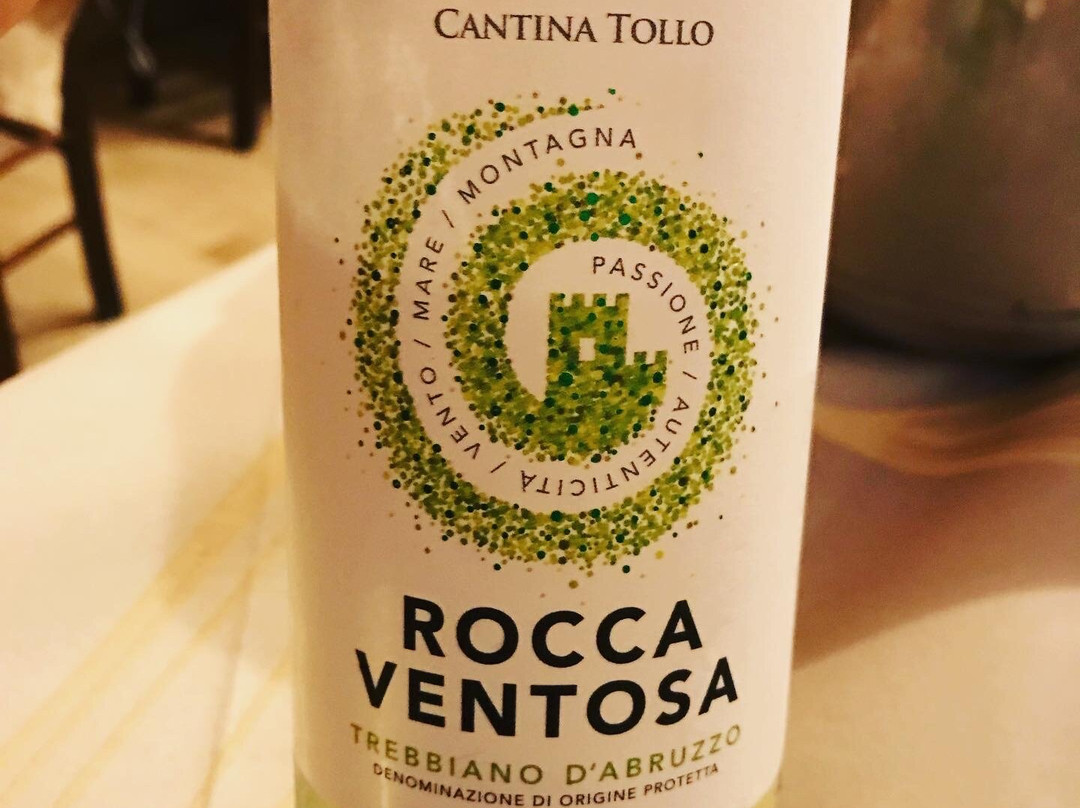 CANTINA TOLLO
PASSIONE / AUTENTICITÀ / VENTO / MARE / MONTAGNA
ROCCA
VENTOSA
TREBBIANO D'ABRUZZO
DENOMINAZIONE DI ORIGINE PROTETTA